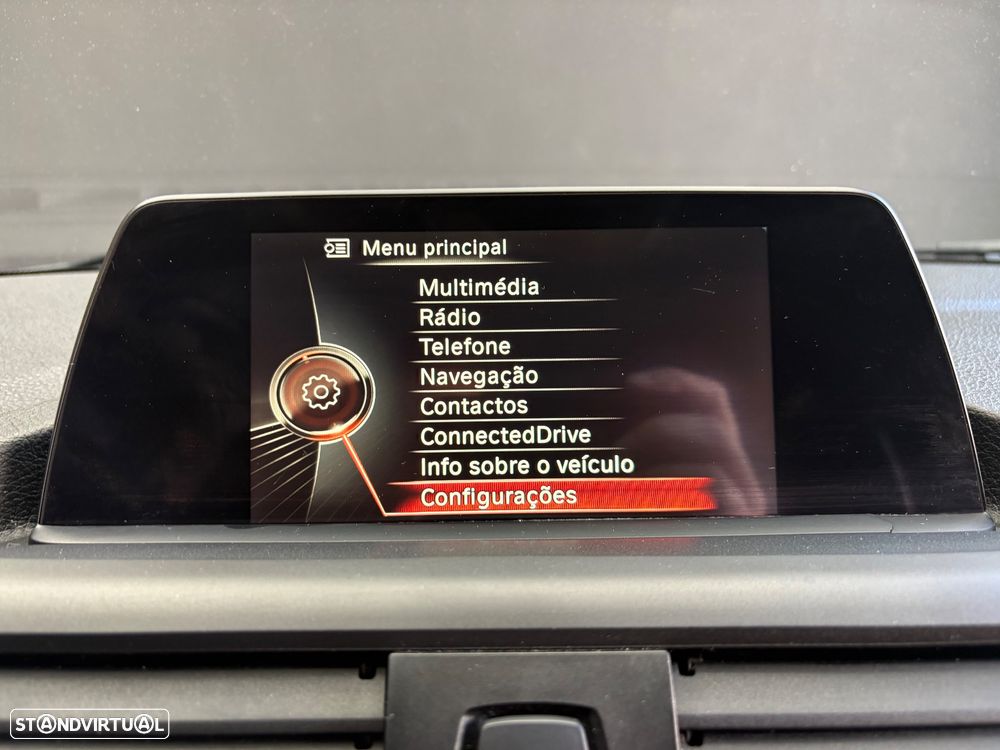 Menu principal
Multimédia
Rádio
Telefone
Navegação
Contactos
ConnectedDrive
Info sobre o veículo
Configurações
STANDVIRTUAL